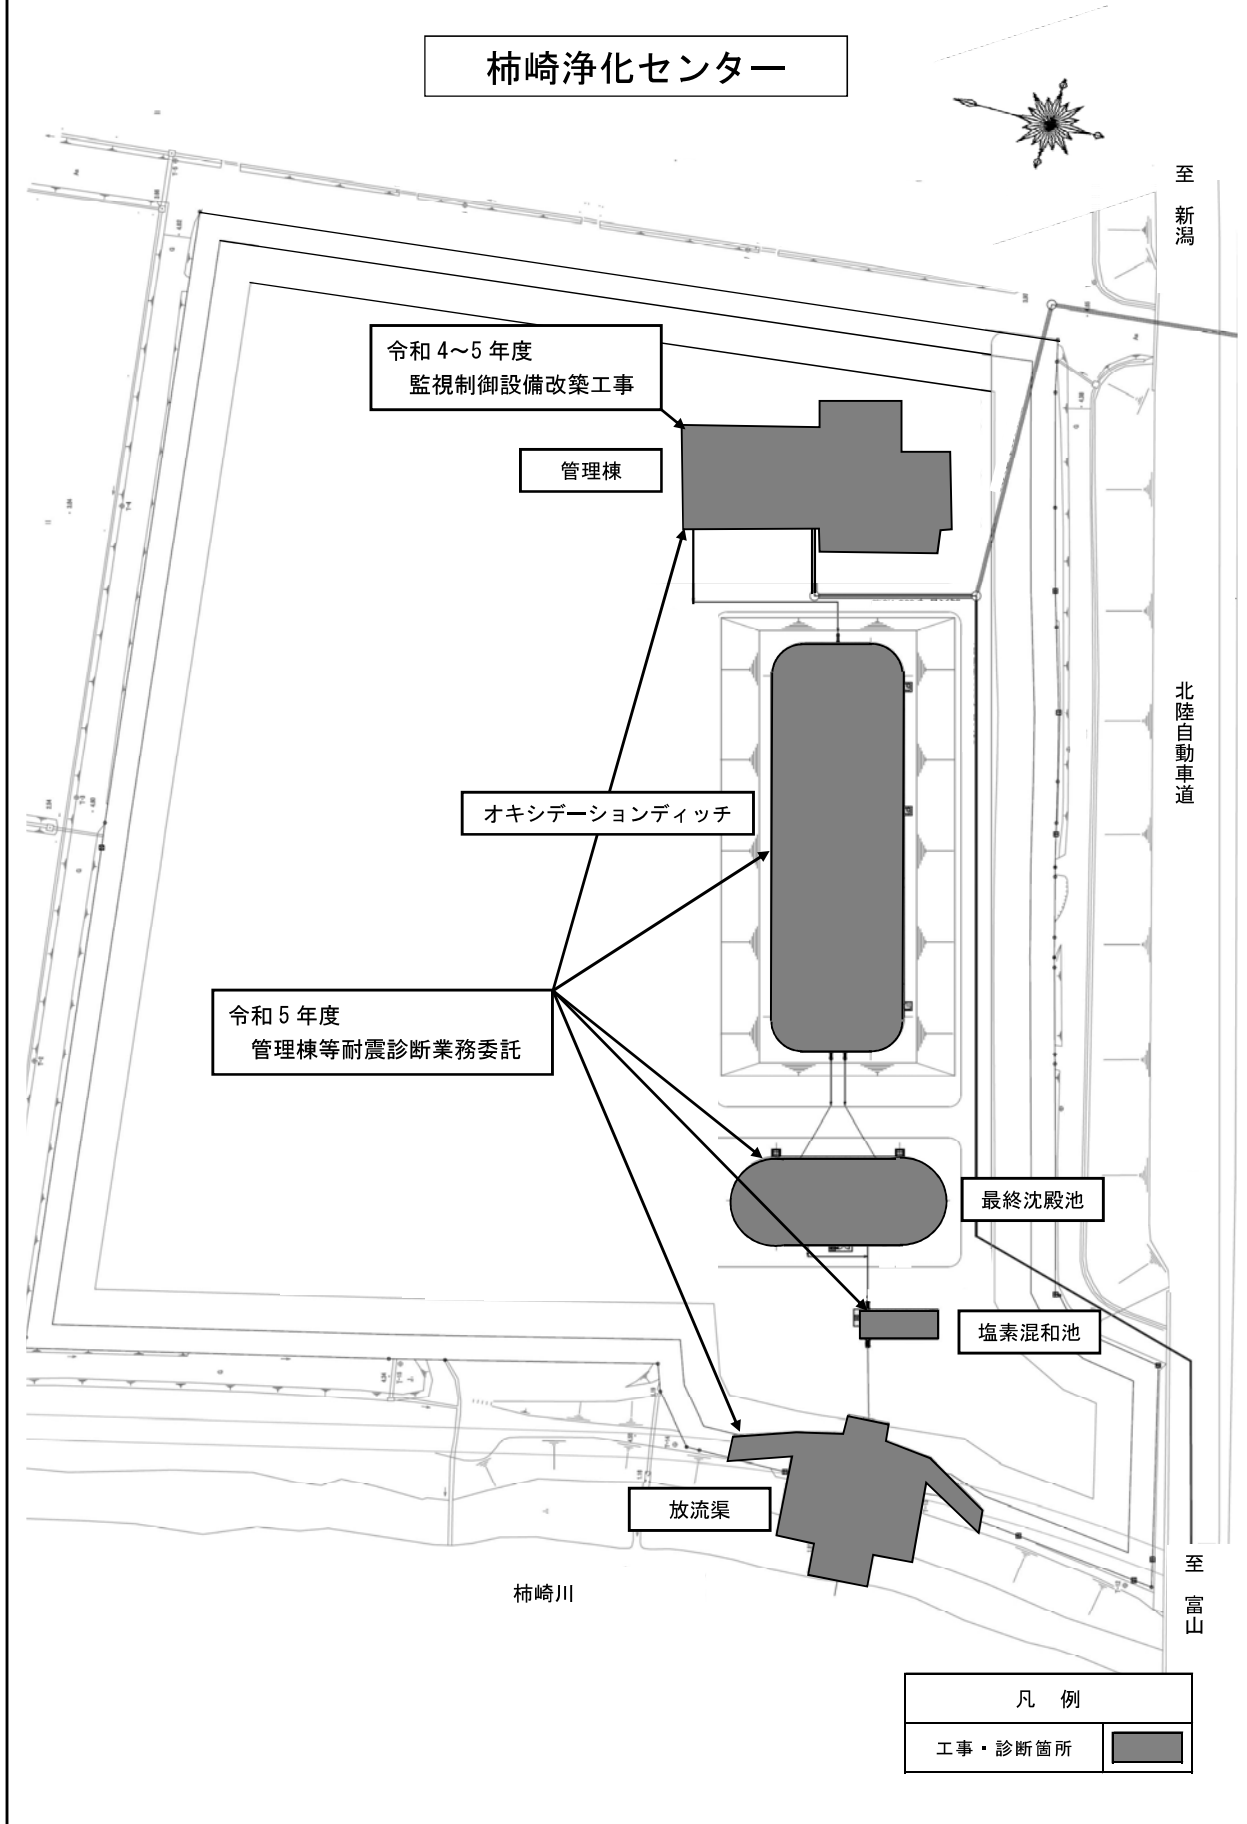 柿崎浄化センター
至 新潟
令和4～5年度
監視制御設備改築工事
管理棟
北陸自動車道
オキシデーションディッチ
令和5年度
管理棟等耐震診断業務委託
最終沈殿池
塩素混和池
放流渠
柿崎川
至 富山
凡 例
工事・診断箇所